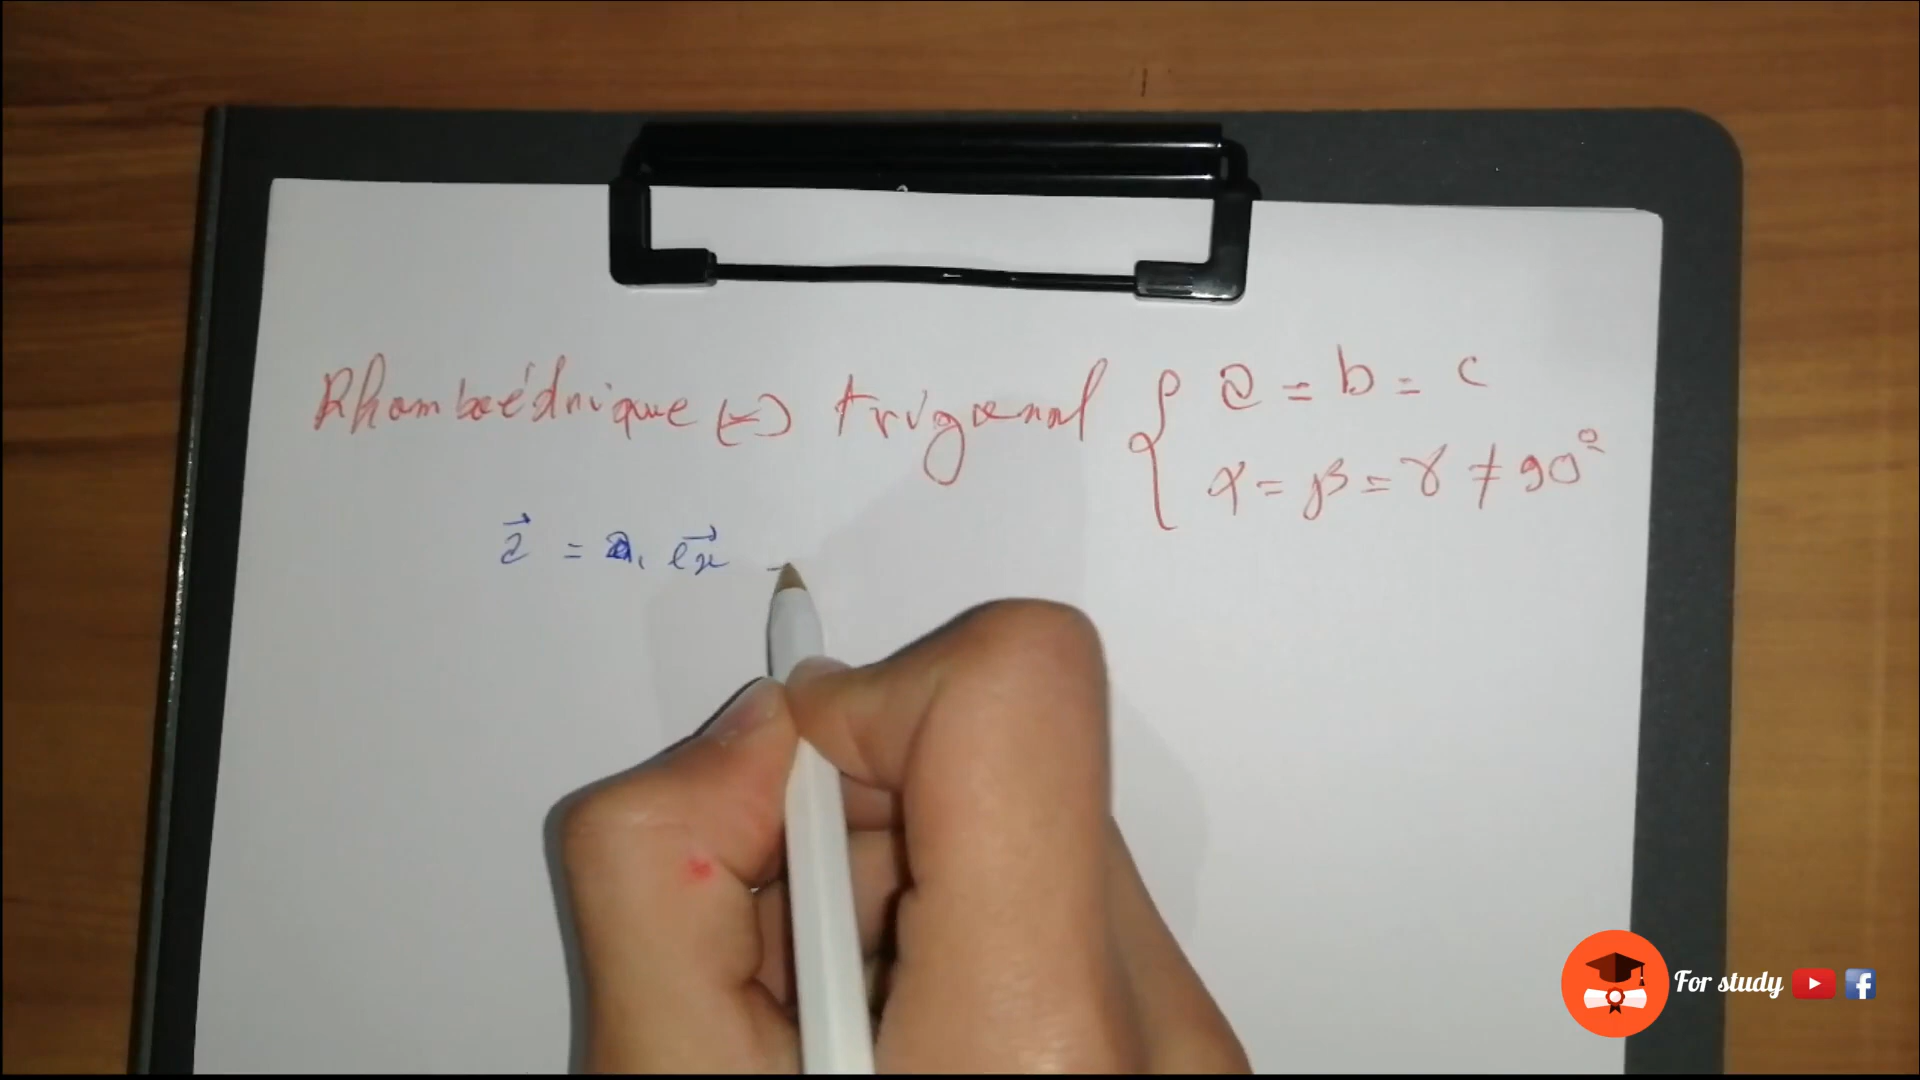 Rhomboédrique (=) trigonal { a = b = c
α = β = γ ≠ 90°
a⃗ = a. e⃗x
For study